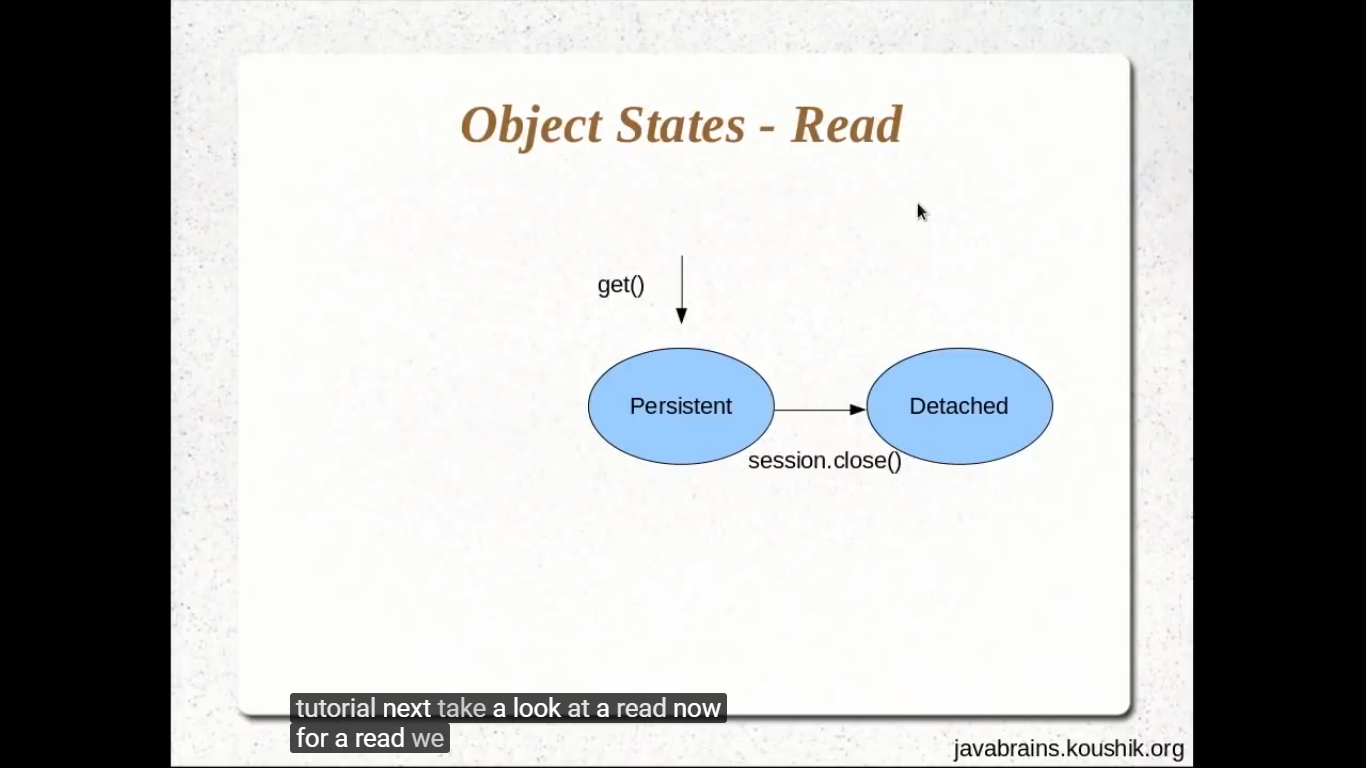 Object States - Read
get()
Persistent
Detached
session.close()
tutorial next take a look at a read now
for a read we
javabrains.koushik.org